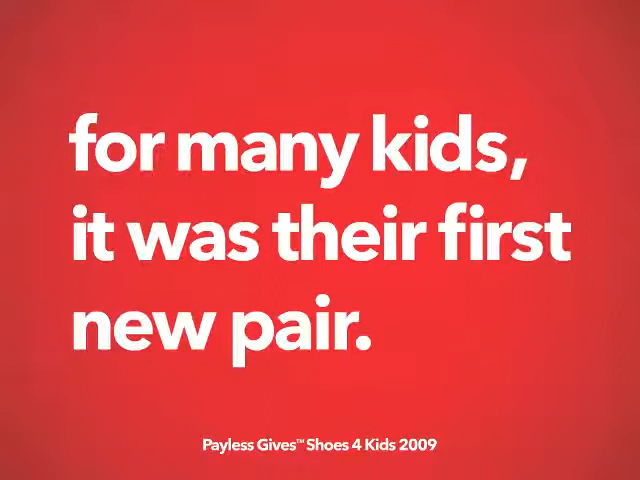 for many kids,
it was their first
new pair.
Payless Gives™ Shoes 4 Kids 2009